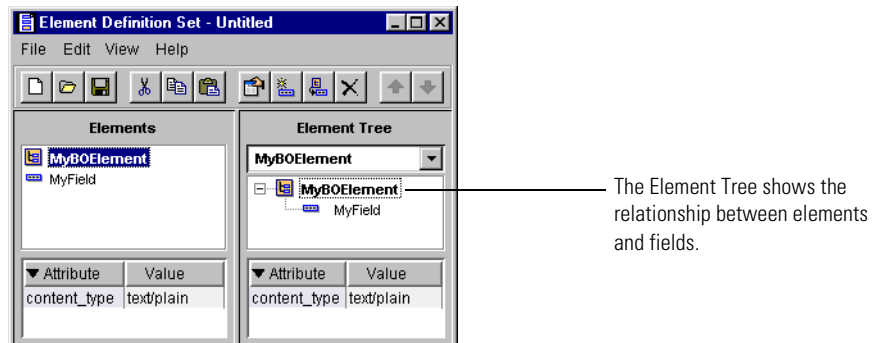 Element Definition Set - Untitled
File Edit View Help
Elements
MyBOElement
MyField
Attribute Value
content_type text/plain
Element Tree
MyBOElement
MyBOElement
MyField
Attribute Value
content_type text/plain
The Element Tree shows the
relationship between elements
and fields.